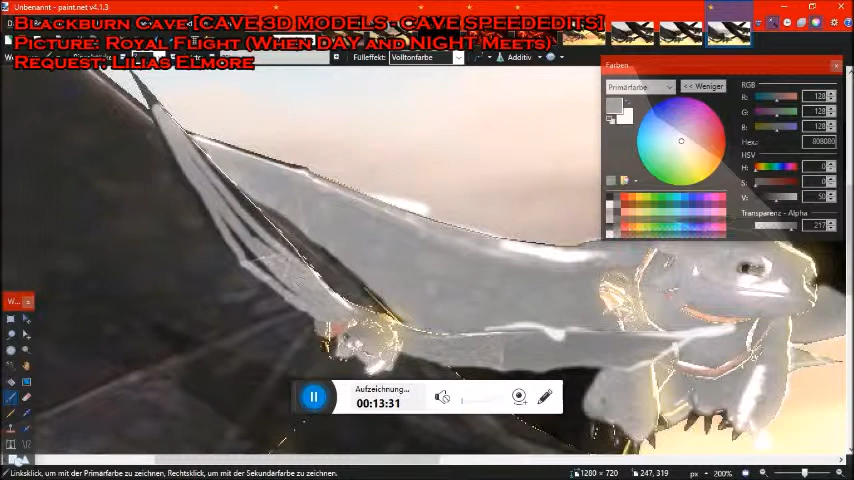 Unbenannt - paint.net v4.1.3
Blackburn Cave [CAVE 3D MODELS - CAVE SPEEDEDITS]
Picture: Royal Flight (When DAY and NIGHT Meets)
Request: Lilias Elmore
Fülleffekt: Volltonfarbe
Additiv
Farben
Primärfarbe
<< Weniger
RGB
R: 128
G: 128
B: 128
Hex: 808080
HSV
H: 0
S: 0
V: 50
Transparenz - Alpha
217
W...
Aufzeichnung...
00:13:31
Linksklick, um mit der Primärfarbe zu zeichnen, Rechtsklick, um mit der Sekundärfarbe zu zeichnen.
1280 × 720
247, 319
px
200%